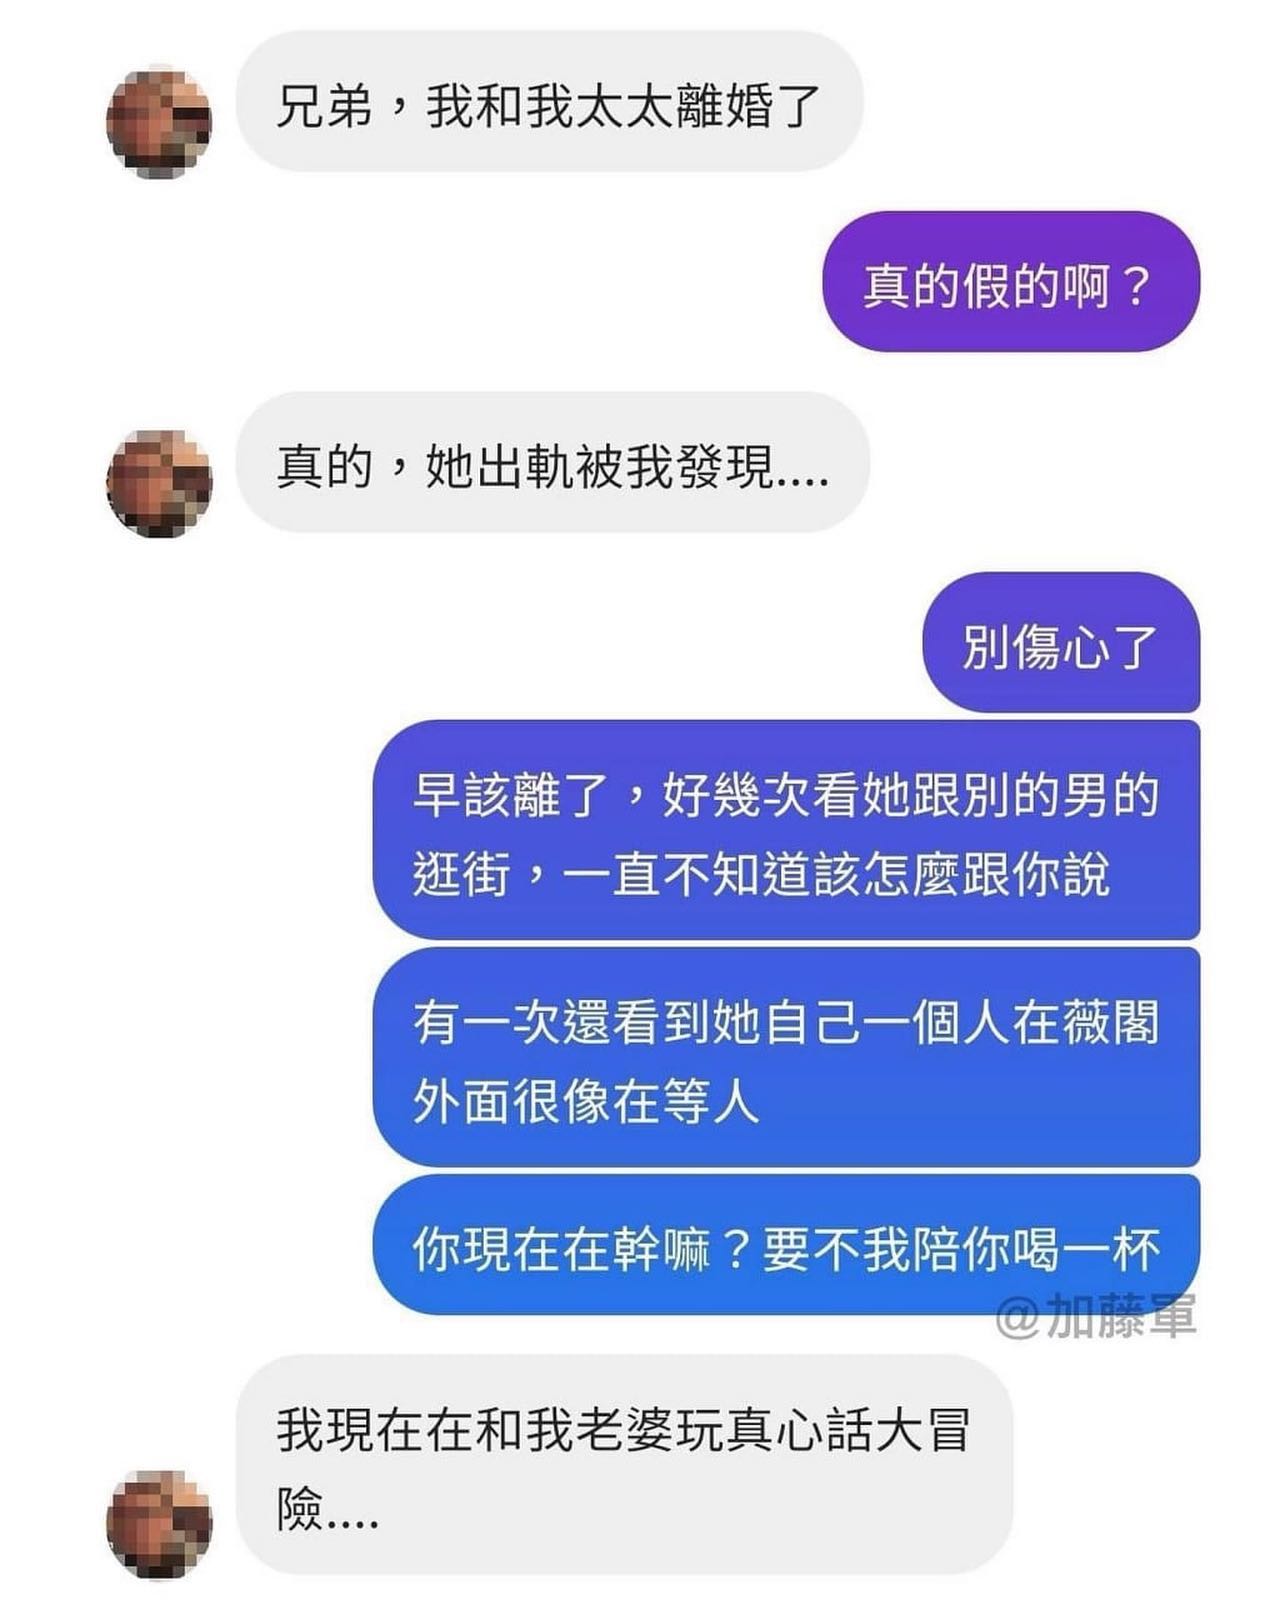 兄弟，我和我太太離婚了
真的假的啊？
真的，她出軌被我發現....
別傷心了
早該離了，好幾次看她跟別的男的
逛街，一直不知道該怎麼跟你說
有一次還看到她自己一個人在薇閣
外面很像在等人
你現在在幹嘛？要不我陪你喝一杯
@加藤軍
我現在在和我老婆玩真心話大冒
險....